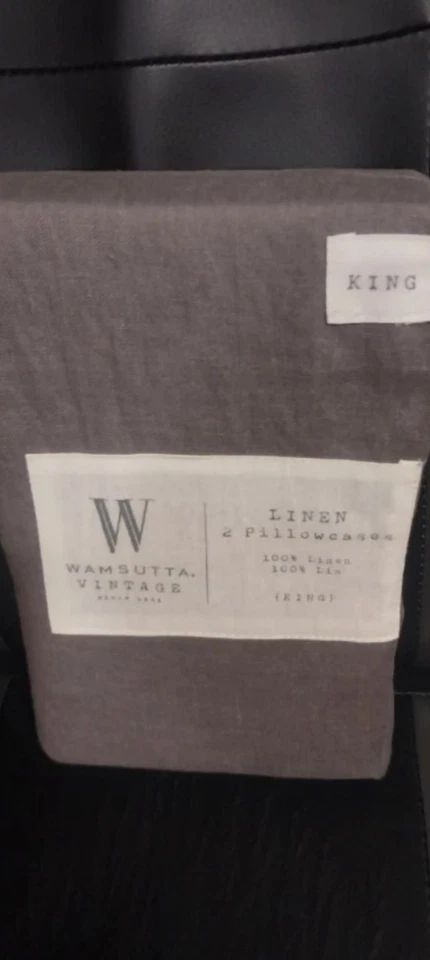 KING
W
WAMSUTTA.
VINTAGE
LINEN
2 Pillowcases
100% Linen
100% Lin
(KING)